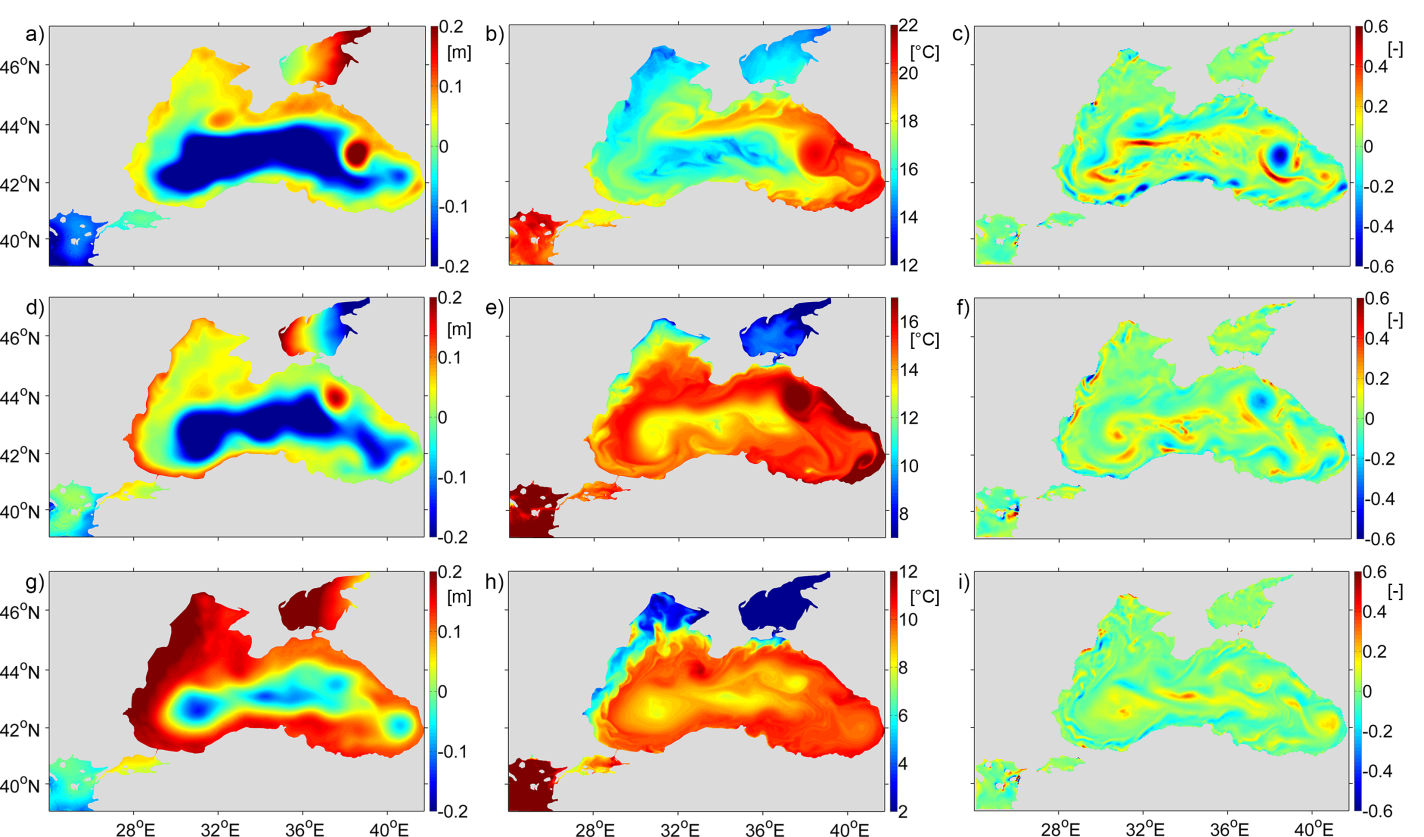 a) 0.2 b) 22 c) 0.6
46°N [m] [°C] [-]
20 0.4
0.1
44°N 18 0.2
0 0
16
42°N -0.2
-0.1 14
40°N -0.4
-0.2 12 -0.6
d) 0.2 e) f) 0.6
46°N [m] 16 [°C] [-]
0.1 14 0.4
44°N 0.2
0 12 0
42°N 10 -0.2
-0.1
40°N 8 -0.4
-0.2 -0.6
g) 0.2 h) 12 i) 0.6
46°N [m] [°C] [-]
0.1 10 0.4
44°N 8 0.2
0 0
42°N 6 -0.2
-0.1
40°N 4 -0.4
-0.2 2 -0.6
28°E 32°E 36°E 40°E 28°E 32°E 36°E 40°E 28°E 32°E 36°E 40°E